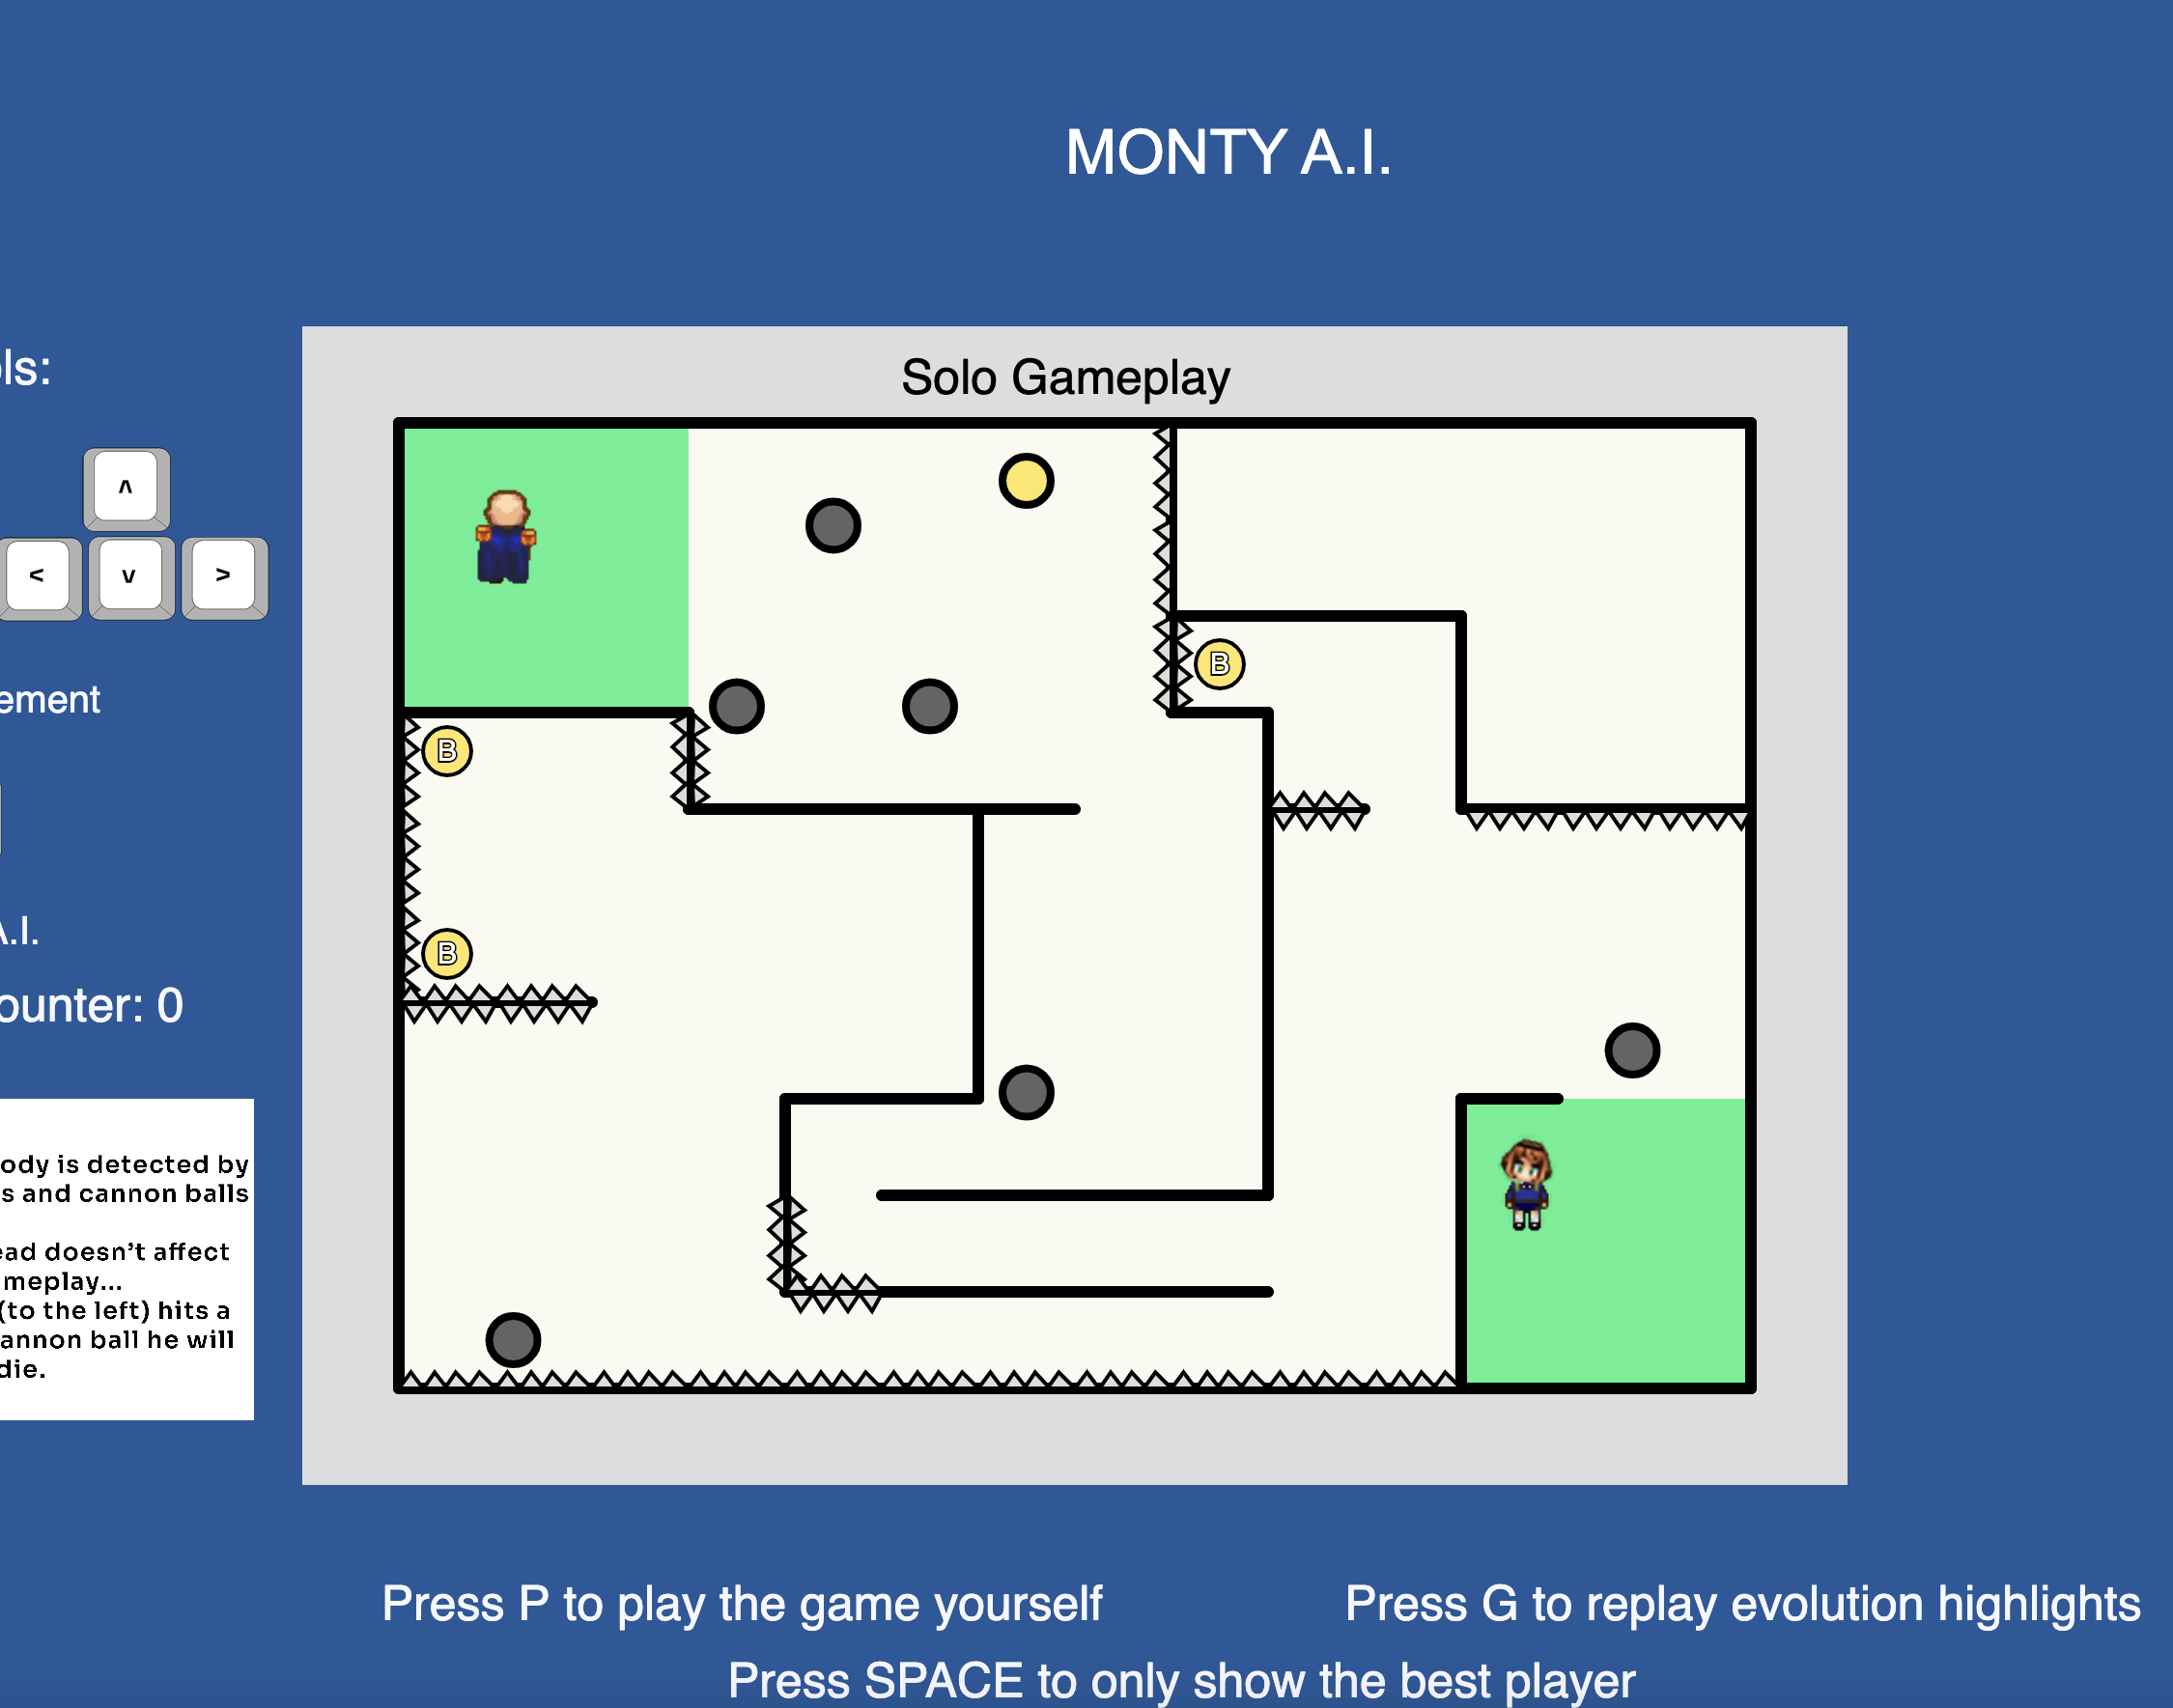 MONTY A.I.
ls:
Solo Gameplay
^
< v >
ement
B
B
B
A.I.
ounter: 0
ody is detected by
s and cannon balls
ead doesn't affect
meplay...
(to the left) hits a
annon ball he will
die.
Press P to play the game yourself
Press G to replay evolution highlights
Press SPACE to only show the best player